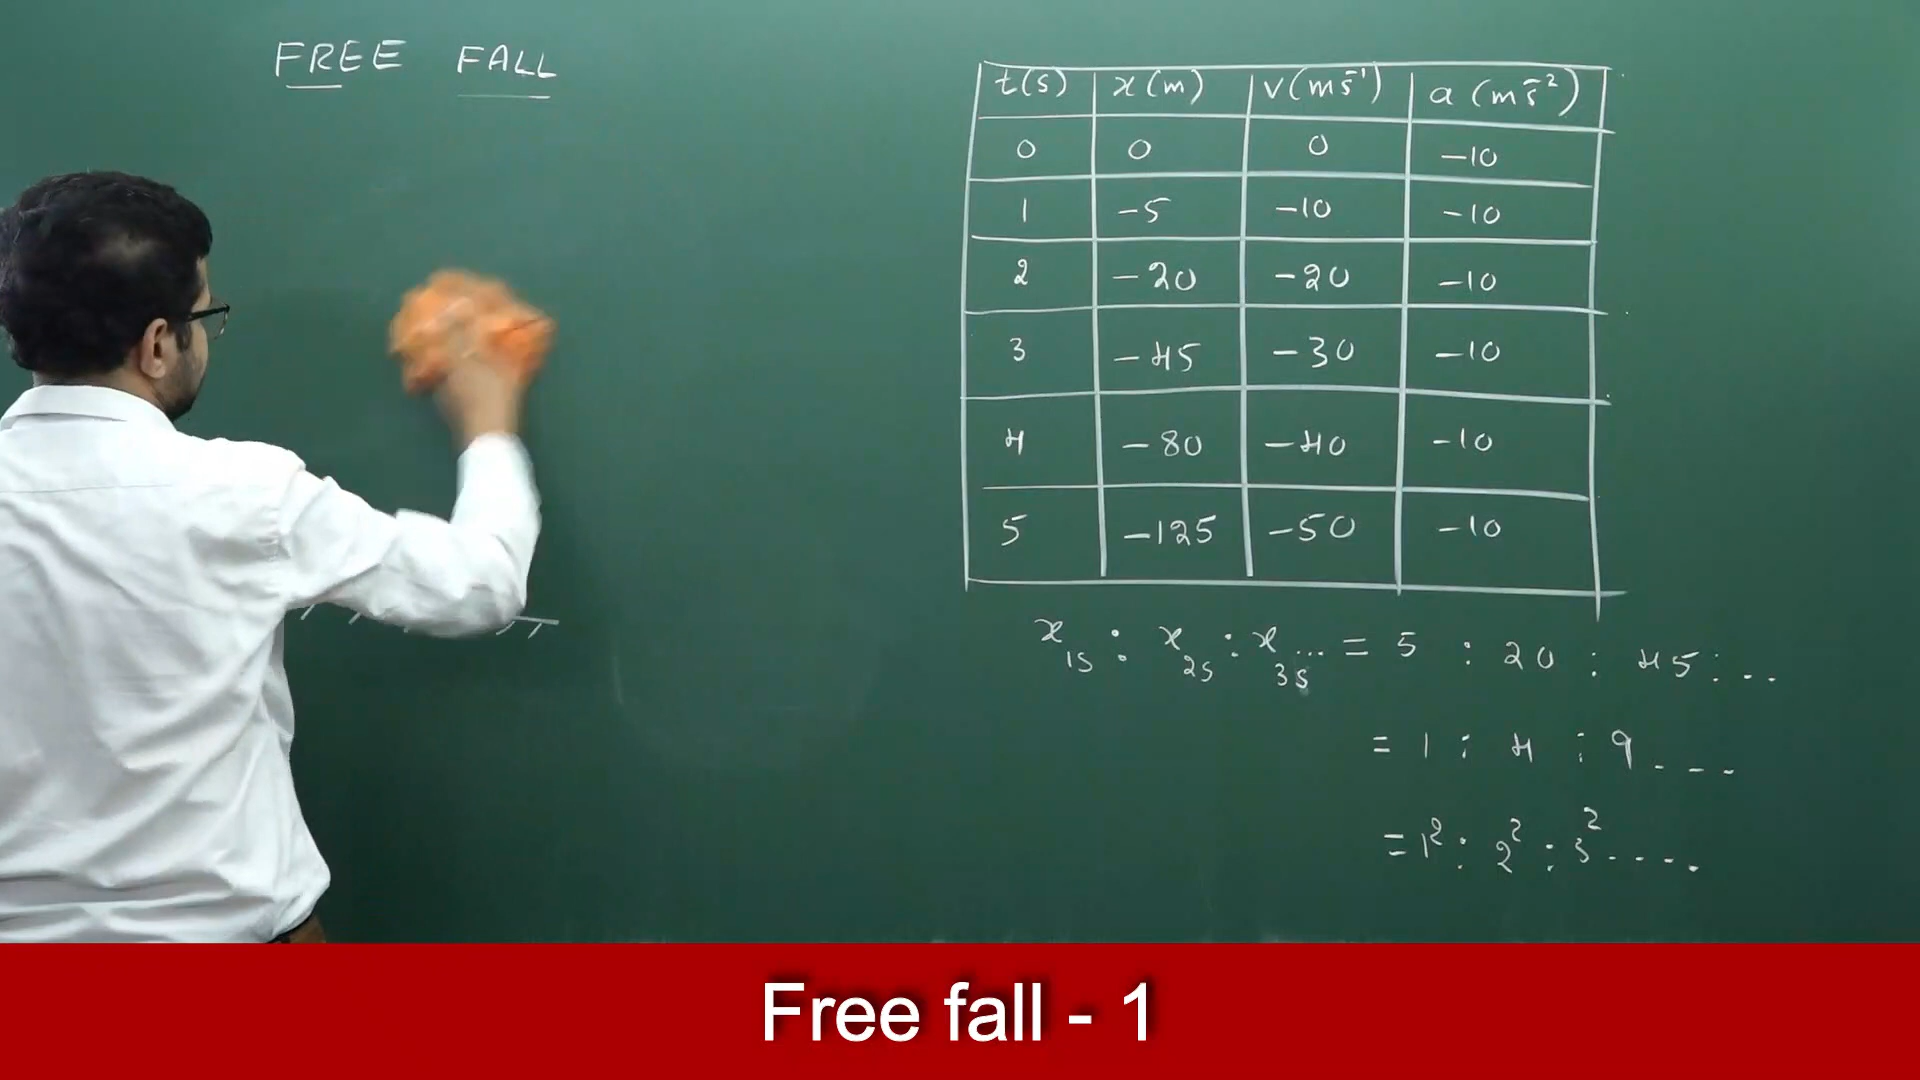 FREE FALL
t(s) x(m) v(ms⁻¹) a(ms⁻²)
0 0 0 -10
1 -5 -10 -10
2 -20 -20 -10
3 -45 -30 -10
4 -80 -40 -10
5 -125 -50 -10
x₁ₛ : x₂ₛ : x₃ₛ... = 5 : 20 : 45 : ...
= 1 : 4 : 9 ....
= 1² : 2² : 3² .....
Free fall - 1